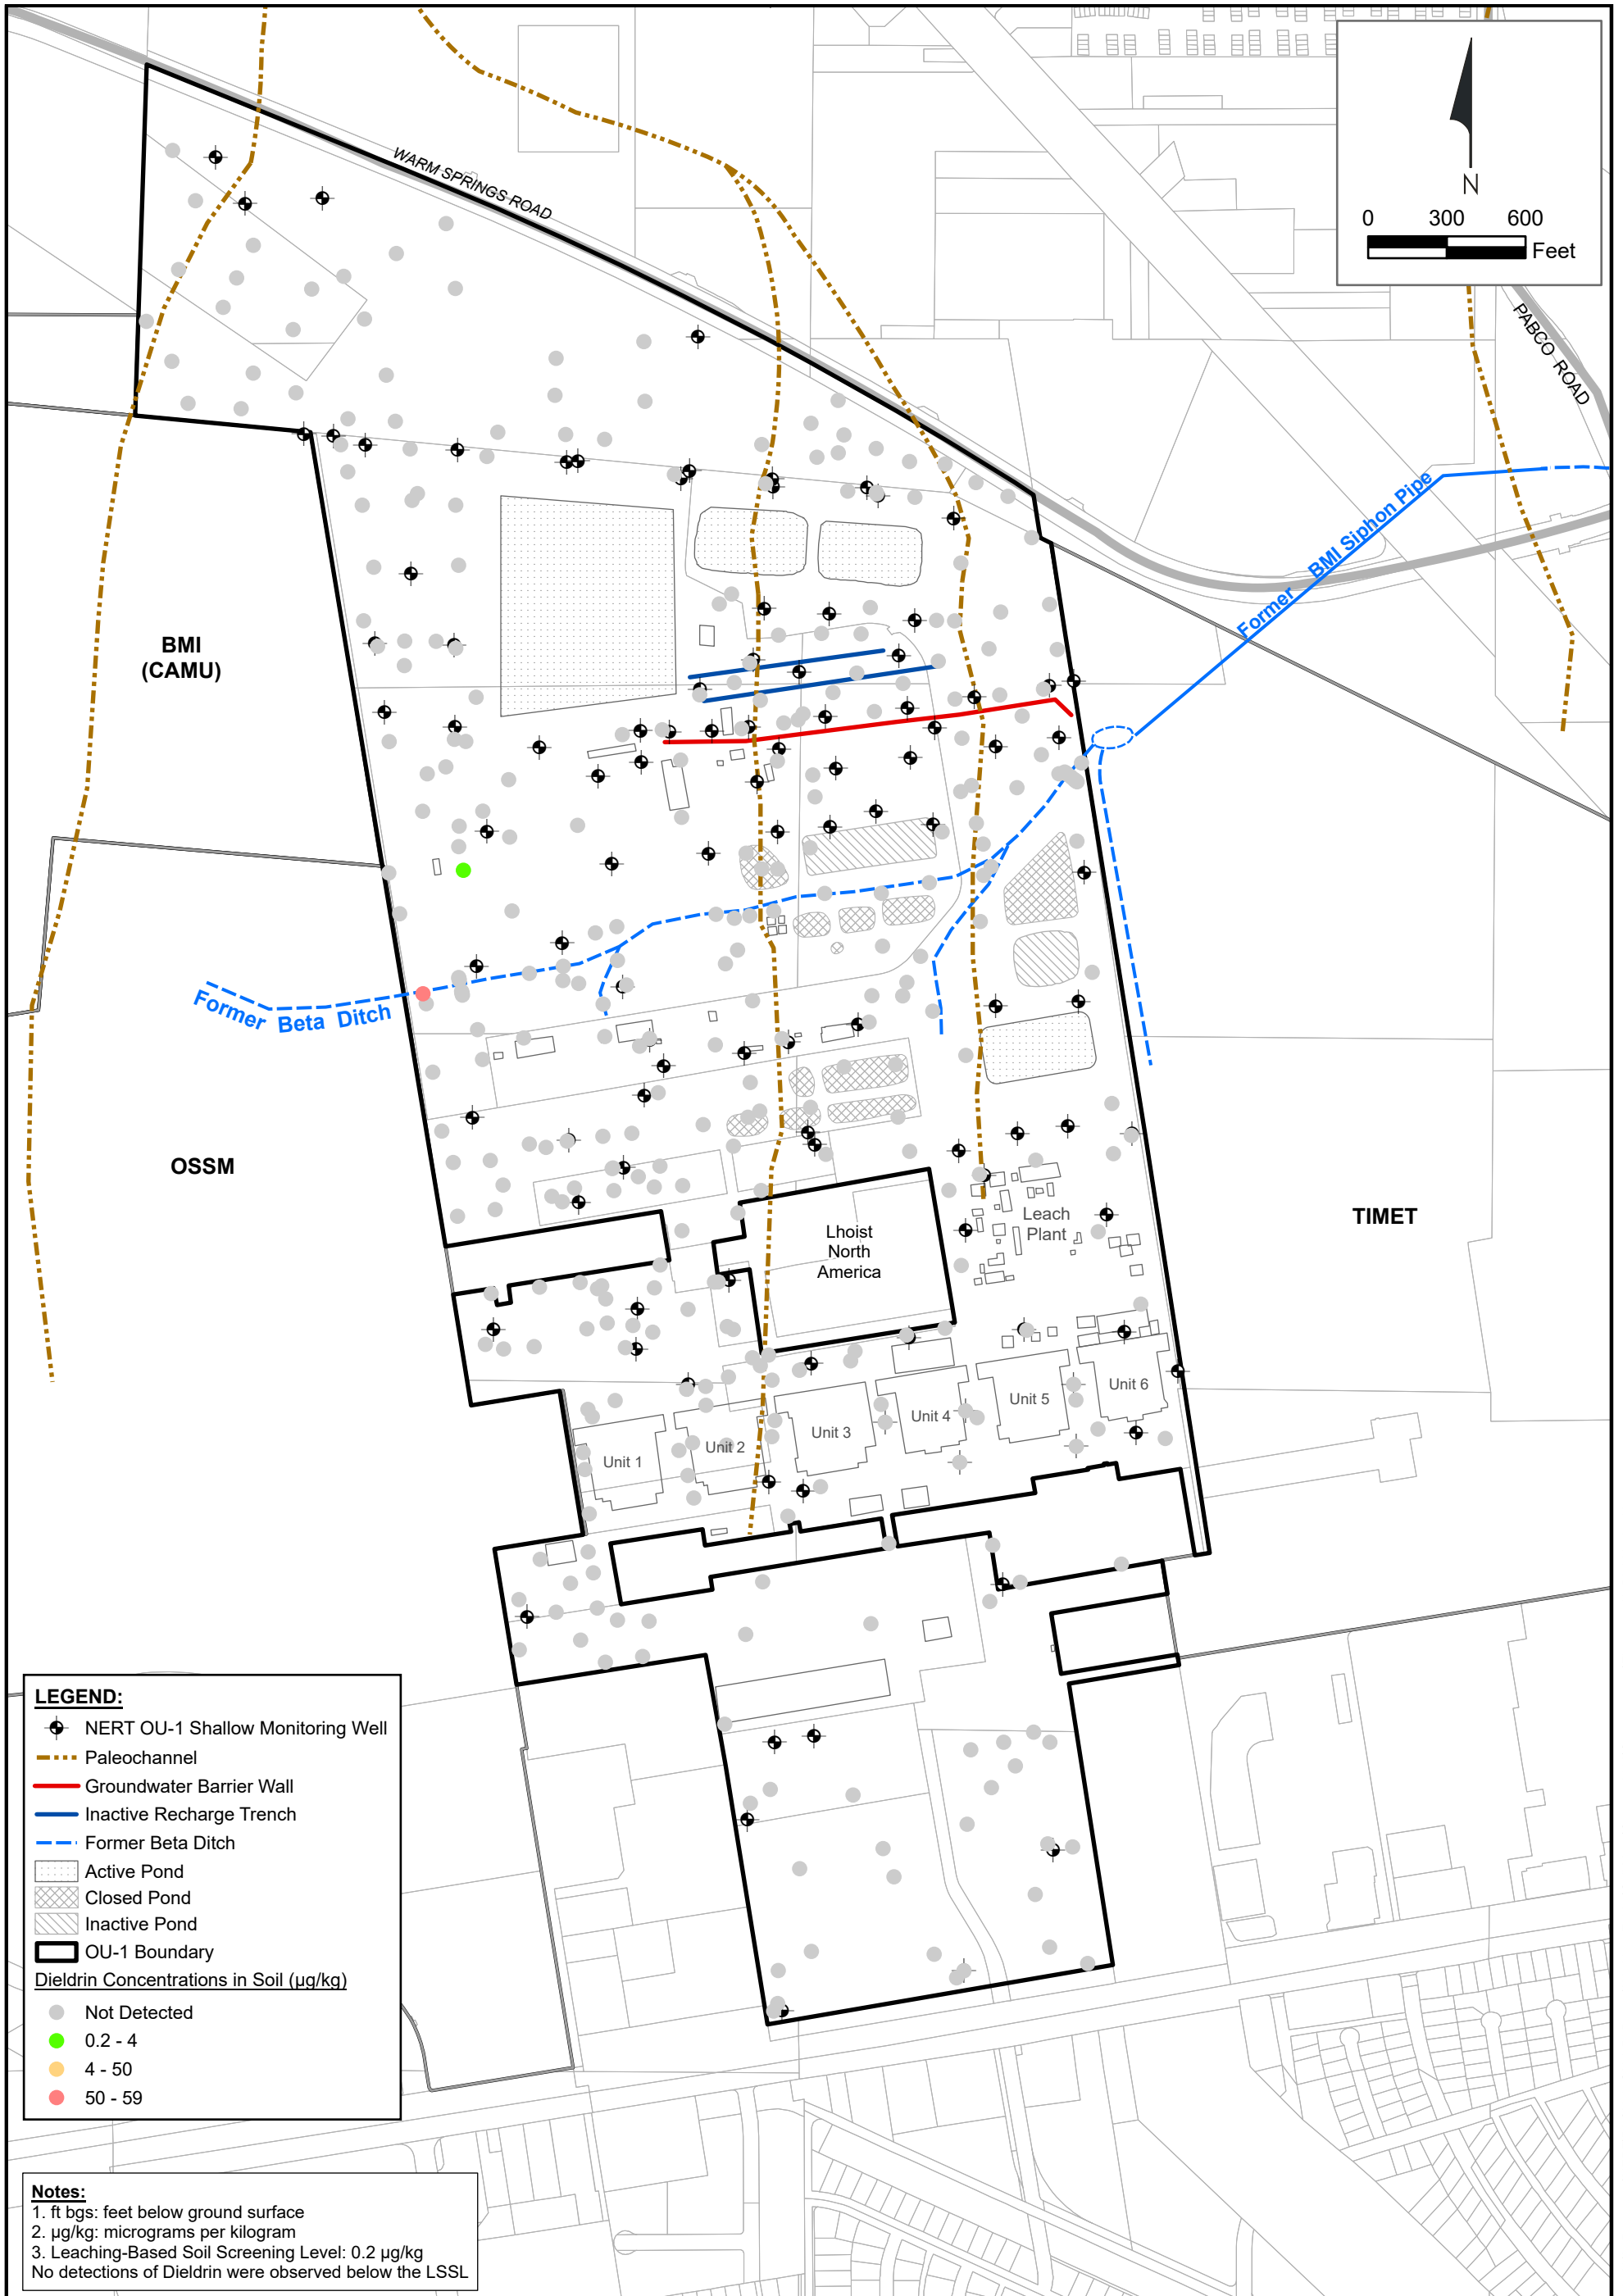 WARM SPRINGS ROAD
N
0 300 600
Feet
PABCO ROAD
Former BMI Siphon Pipe
BMI
(CAMU)
Former Beta Ditch
OSSM
TIMET
Lhoist
North
America
Leach
Plant
Unit 1
Unit 2
Unit 3
Unit 4
Unit 5
Unit 6
LEGEND:
NERT OU-1 Shallow Monitoring Well
Paleochannel
Groundwater Barrier Wall
Inactive Recharge Trench
Former Beta Ditch
Active Pond
Closed Pond
Inactive Pond
OU-1 Boundary
Dieldrin Concentrations in Soil (µg/kg)
Not Detected
0.2 - 4
4 - 50
50 - 59
Notes:
1. ft bgs: feet below ground surface
2. µg/kg: micrograms per kilogram
3. Leaching-Based Soil Screening Level: 0.2 µg/kg
No detections of Dieldrin were observed below the LSSL